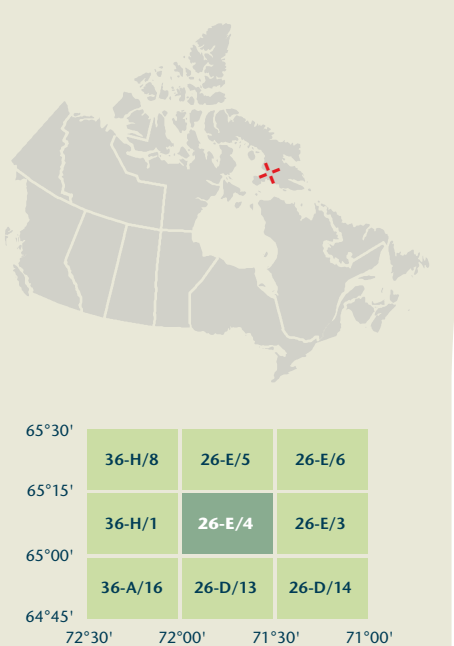 65°30'
36-H/8 26-E/5 26-E/6
65°15'
36-H/1 26-E/4 26-E/3
65°00'
36-A/16 26-D/13 26-D/14
64°45'
72°30' 72°00' 71°30' 71°00'